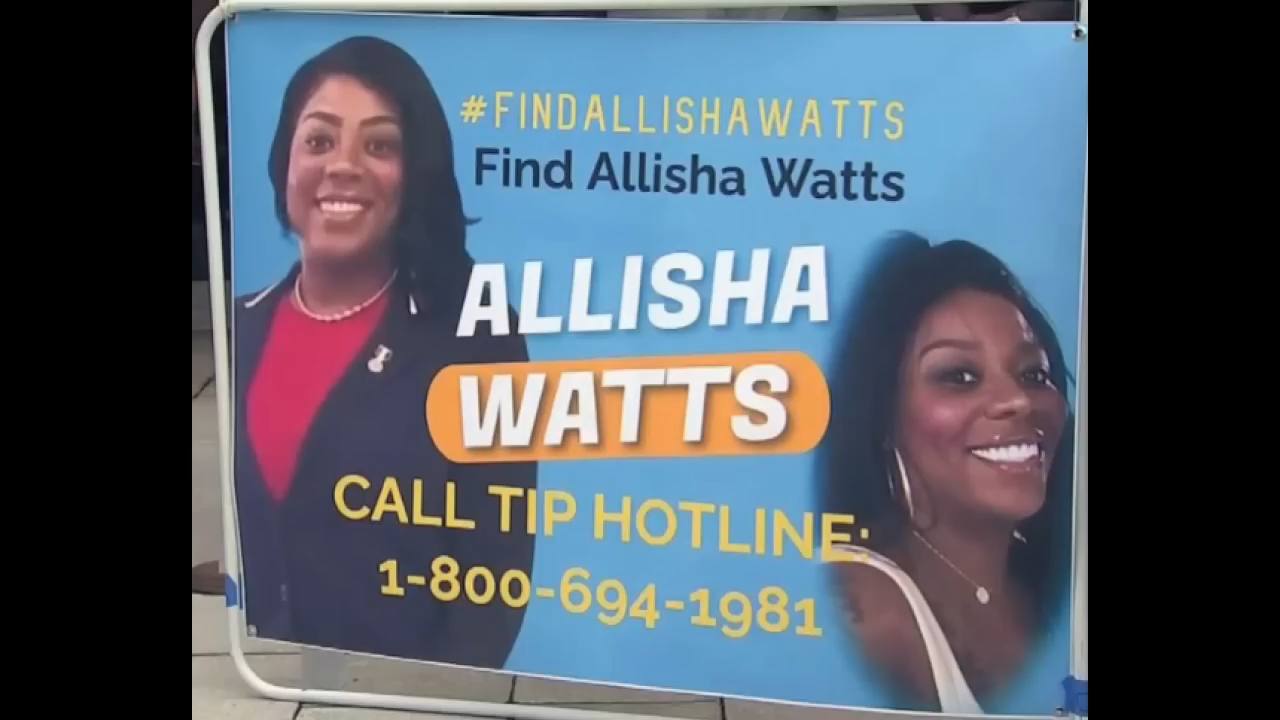 #FINDALLISHAWATTS
Find Allisha Watts
ALLISHA
WATTS
CALL TIP HOTLINE:
1-800-694-1981